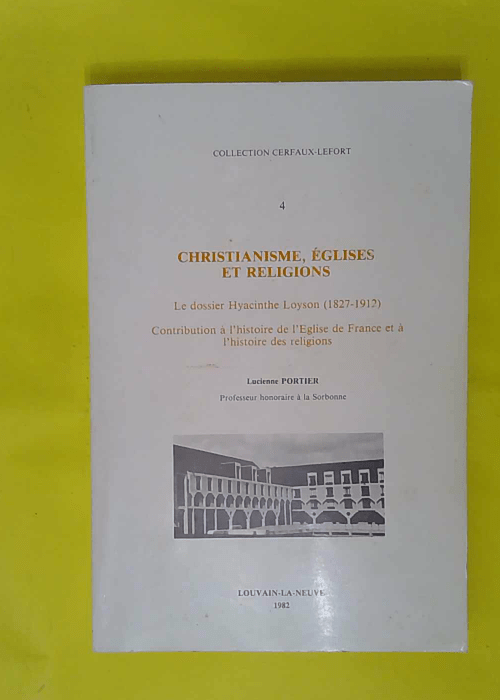 COLLECTION CERFAUX-LEFORT
4
CHRISTIANISME, ÉGLISES
ET RELIGIONS
Le dossier Hyacinthe Loyson (1827-1912)
Contribution à l'histoire de l'Eglise de France et à
l'histoire des religions
Lucienne PORTIER
Professeur honoraire à la Sorbonne
LOUVAIN-LA-NEUVE
1982